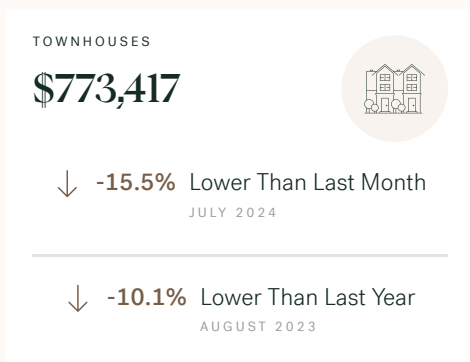 TOWNHOUSES
$773,417
-15.5% Lower Than Last Month
JULY 2024
-10.1% Lower Than Last Year
AUGUST 2023